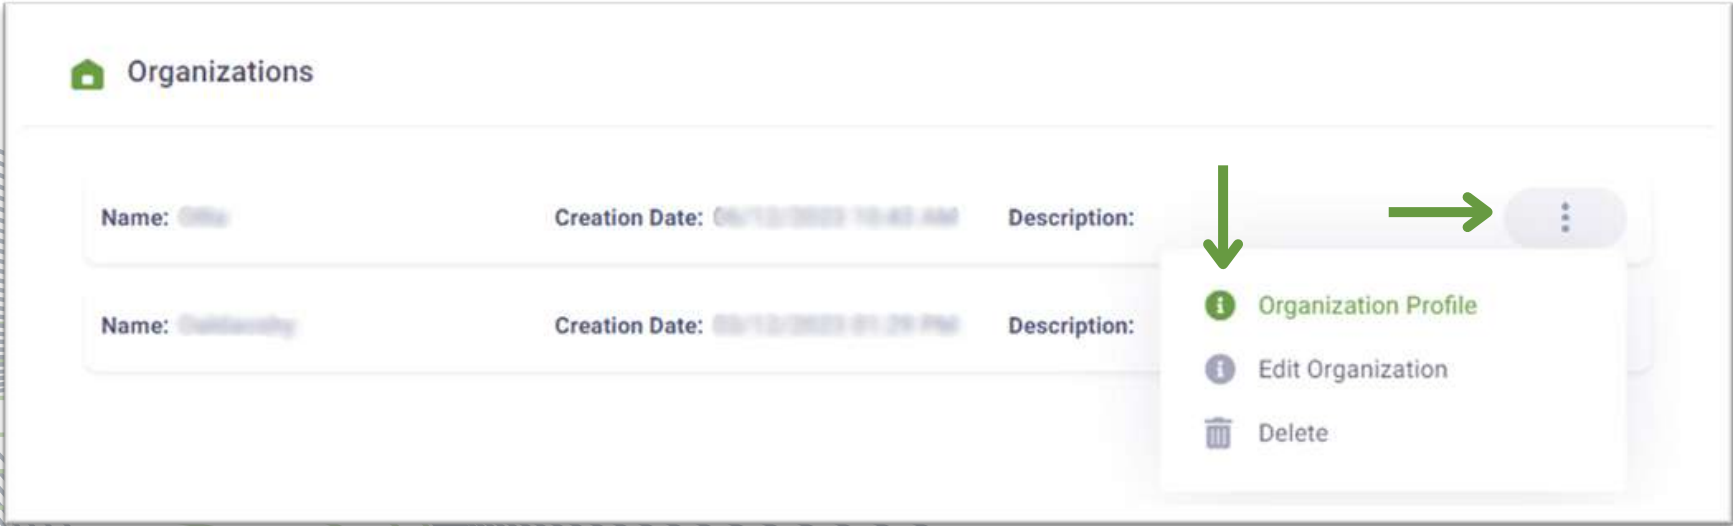 Organizations
Name: Creation Date: Description:
Organization Profile
Name: Creation Date: Description:
Edit Organization
Delete